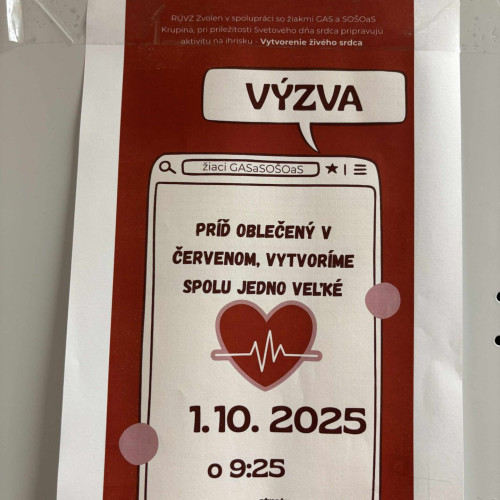 RÚVZ Zvolen v spolupráci so žiakmi GAS a SOŠOaS
Krupina, pri príležitosti Svetového dňa srdca pripravujú
aktivitu na ihrisku - Vytvorenie živého srdca
VÝZVA
žiaci GASaSOŠOaS
PRÍĎ OBLEČENÝ V
ČERVENOM, VYTVORÍME
SPOLU JEDNO VEĽKÉ
1.10. 2025
o 9:25